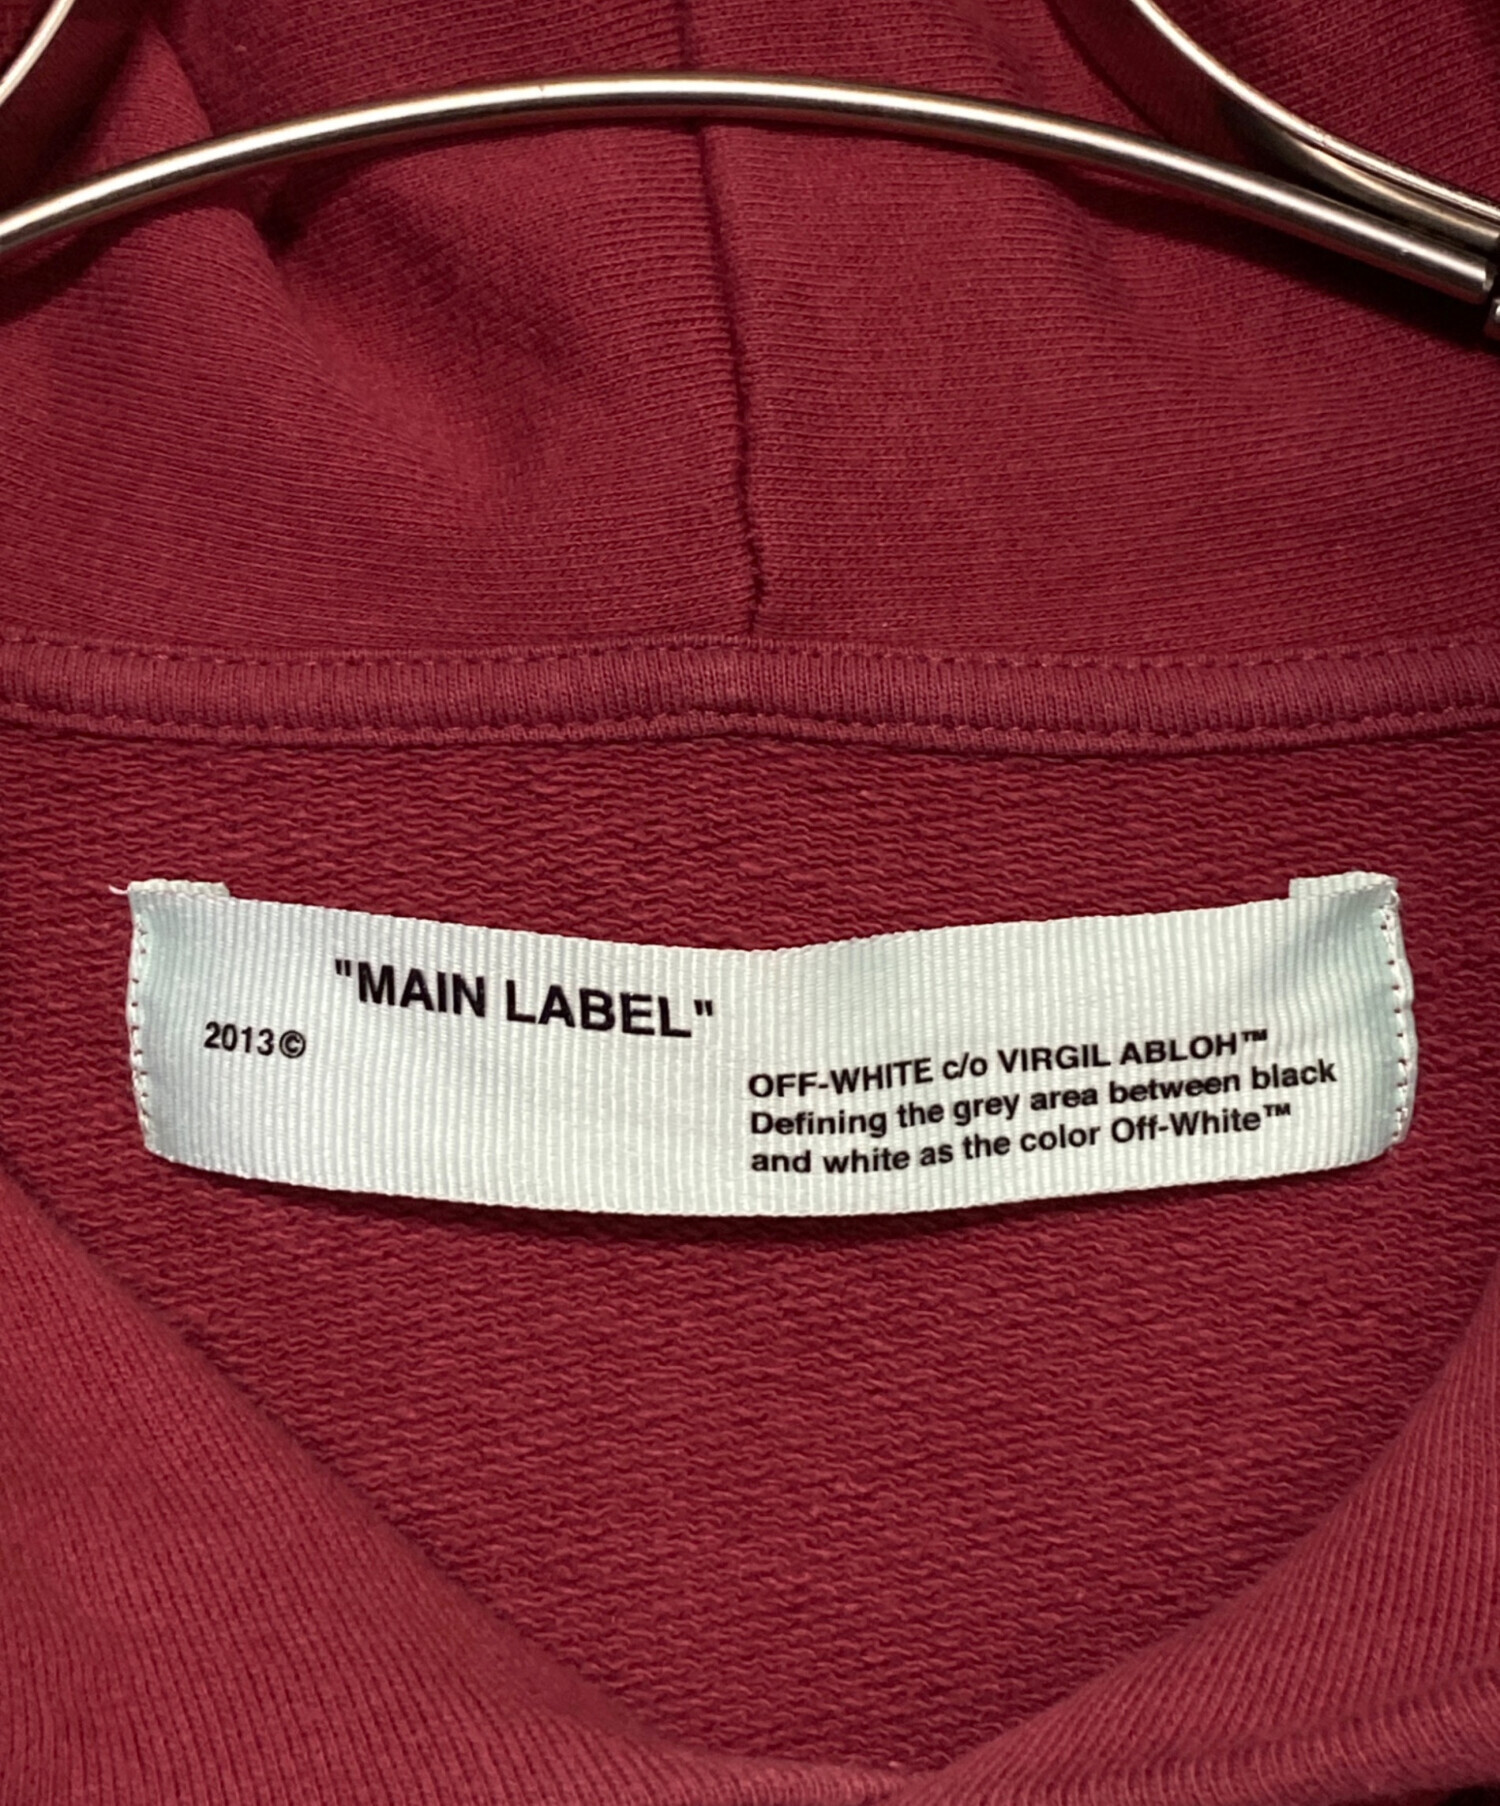 "MAIN LABEL"
2013©
OFF-WHITE c/o VIRGIL ABLOH™
Defining the grey area between black
and white as the color Off-White™